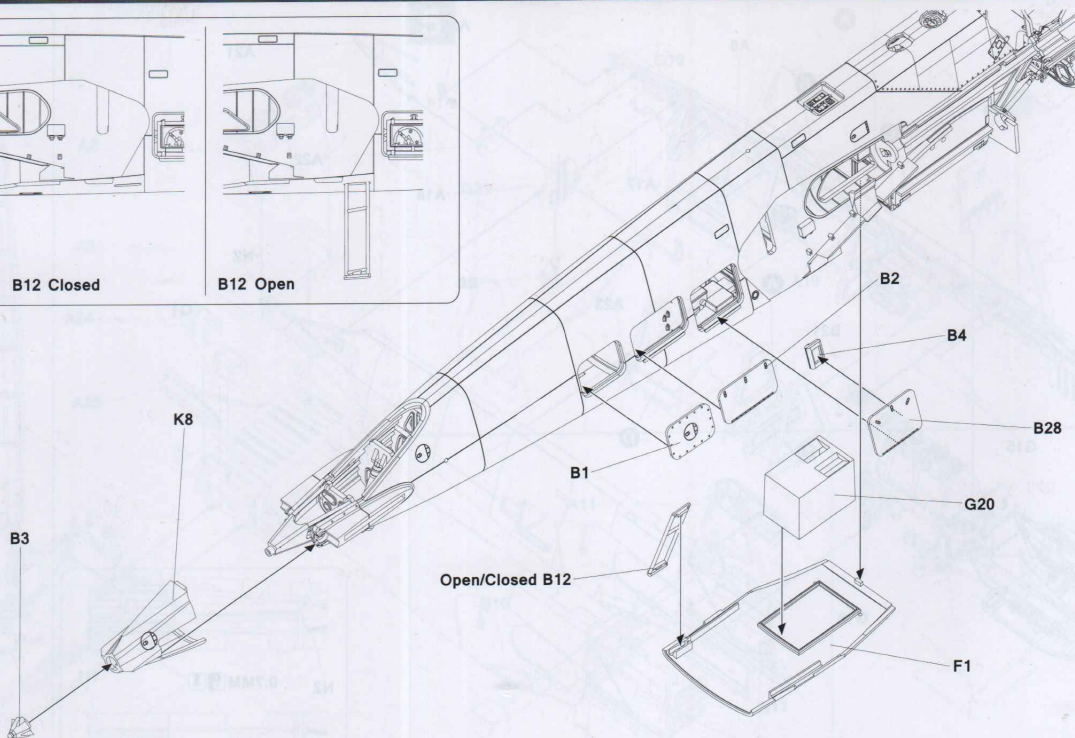 B12 Closed
B12 Open
B2
B4
K8
B28
B1
G20
B3
Open/Closed B12
F1